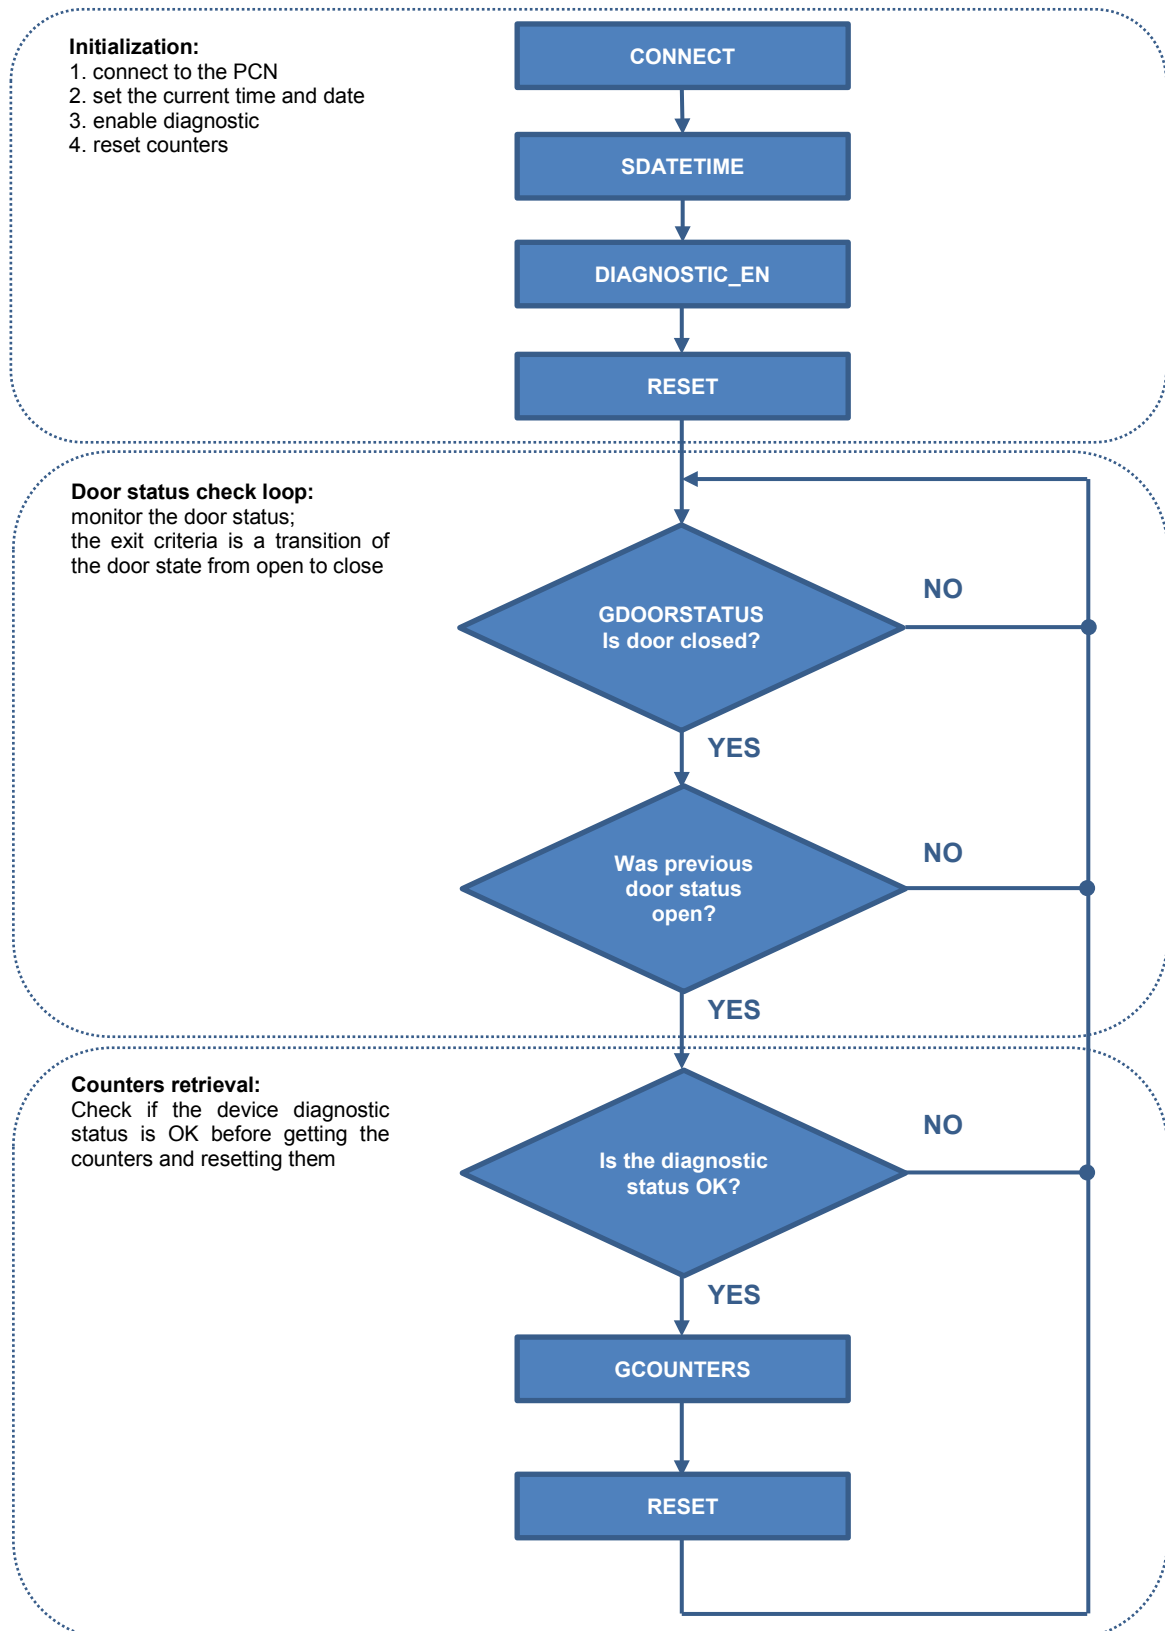 Initialization:
1. connect to the PCN
2. set the current time and date
3. enable diagnostic
4. reset counters
CONNECT
SDATETIME
DIAGNOSTIC_EN
RESET
Door status check loop:
monitor the door status;
the exit criteria is a transition of
the door state from open to close
GDOORSTATUS
Is door closed?
NO
YES
Was previous
door status
open?
NO
YES
Counters retrieval:
Check if the device diagnostic
status is OK before getting the
counters and resetting them
Is the diagnostic
status OK?
NO
YES
GCOUNTERS
RESET